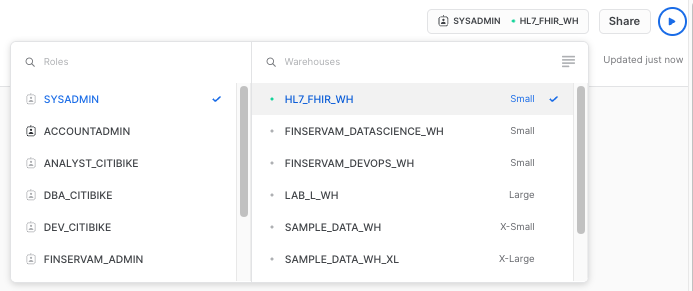 SYSADMIN HL7_FHIR_WH Share
Updated just now
Roles
SYSADMIN
ACCOUNTADMIN
ANALYST_CITIBIKE
DBA_CITIBIKE
DEV_CITIBIKE
FINSERVAM_ADMIN
Warehouses
HL7_FHIR_WH Small
FINSERVAM_DATASCIENCE_WH Small
FINSERVAM_DEVOPS_WH Small
LAB_L_WH Large
SAMPLE_DATA_WH X-Small
SAMPLE_DATA_WH_XL X-Large